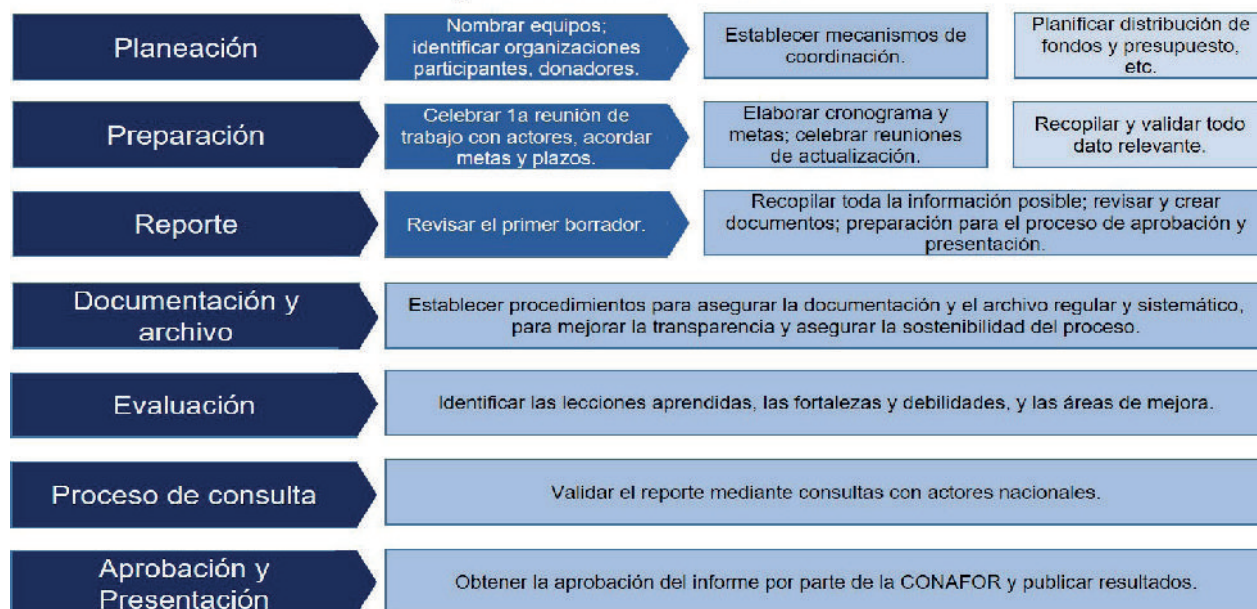 Planeación
Nombrar equipos;
identificar organizaciones
participantes, donadores.
Establecer mecanismos de
coordinación.
Planificar distribución de
fondos y presupuesto,
etc.
Preparación
Celebrar 1a reunión de
trabajo con actores, acordar
metas y plazos.
Elaborar cronograma y
metas; celebrar reuniones
de actualización.
Recopilar y validar todo
dato relevante.
Reporte
Revisar el primer borrador.
Recopilar toda la información posible; revisar y crear
documentos; preparación para el proceso de aprobación y
presentación.
Documentación y
archivo
Establecer procedimientos para asegurar la documentación y el archivo regular y sistemático,
para mejorar la transparencia y asegurar la sostenibilidad del proceso.
Evaluación
Identificar las lecciones aprendidas, las fortalezas y debilidades, y las áreas de mejora.
Proceso de consulta
Validar el reporte mediante consultas con actores nacionales.
Aprobación y
Presentación
Obtener la aprobación del informe por parte de la CONAFOR y publicar resultados.